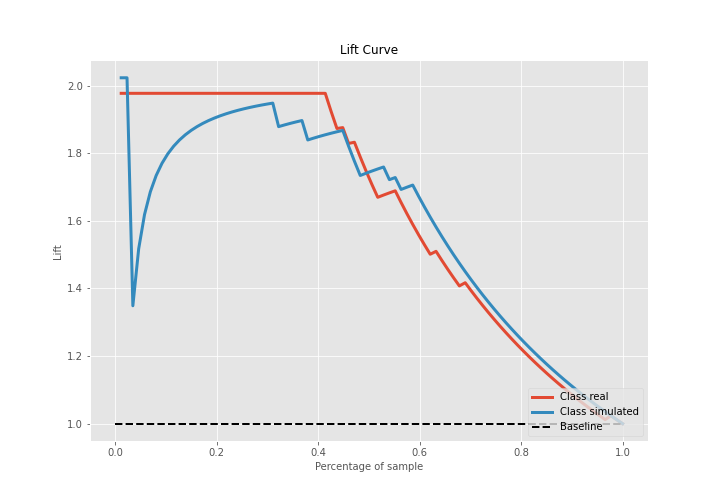 Lift Curve
2.0
1.8
1.6
1.4
1.2
1.0
Lift
0.0 0.2 0.4 0.6 0.8 1.0
Percentage of sample
Class real
Class simulated
Baseline